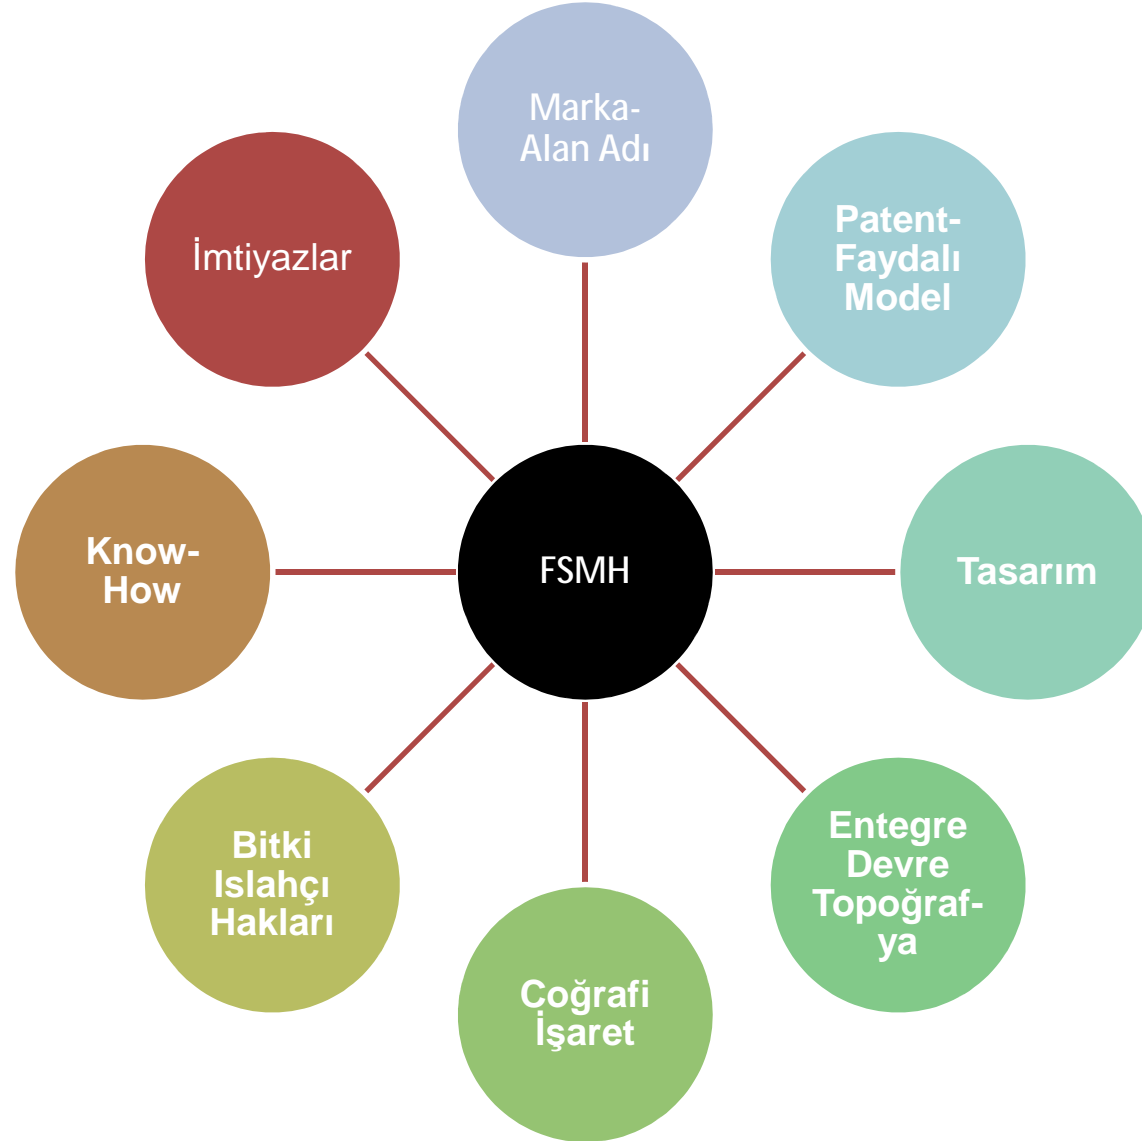 Marka-
Alan Adı
Patent-
Faydalı
Model
Tasarım
Entegre
Devre
Topoğraf-
ya
Coğrafi
İşaret
Bitki
Islahçı
Hakları
Know-
How
İmtiyazlar
FSMH